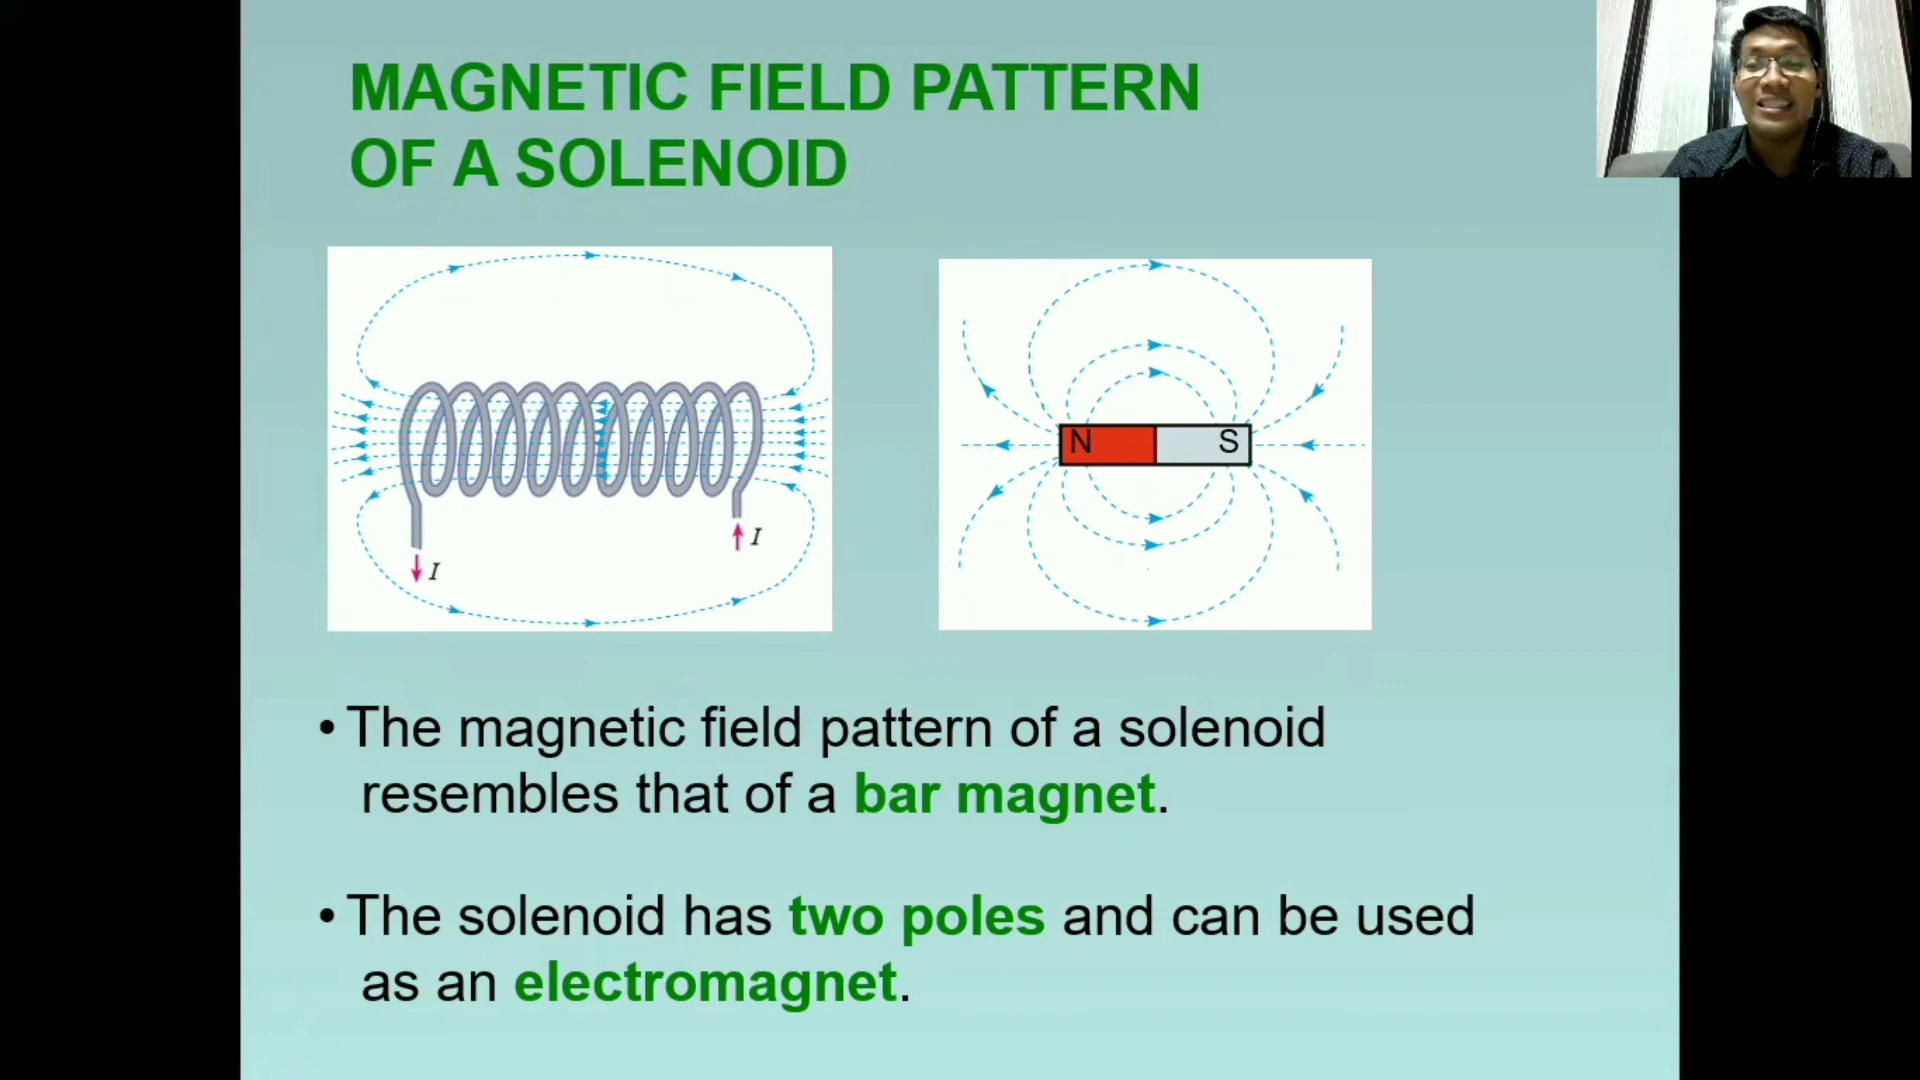 MAGNETIC FIELD PATTERN
OF A SOLENOID
I
I
N
S
• The magnetic field pattern of a solenoid
resembles that of a bar magnet.
• The solenoid has two poles and can be used
as an electromagnet.